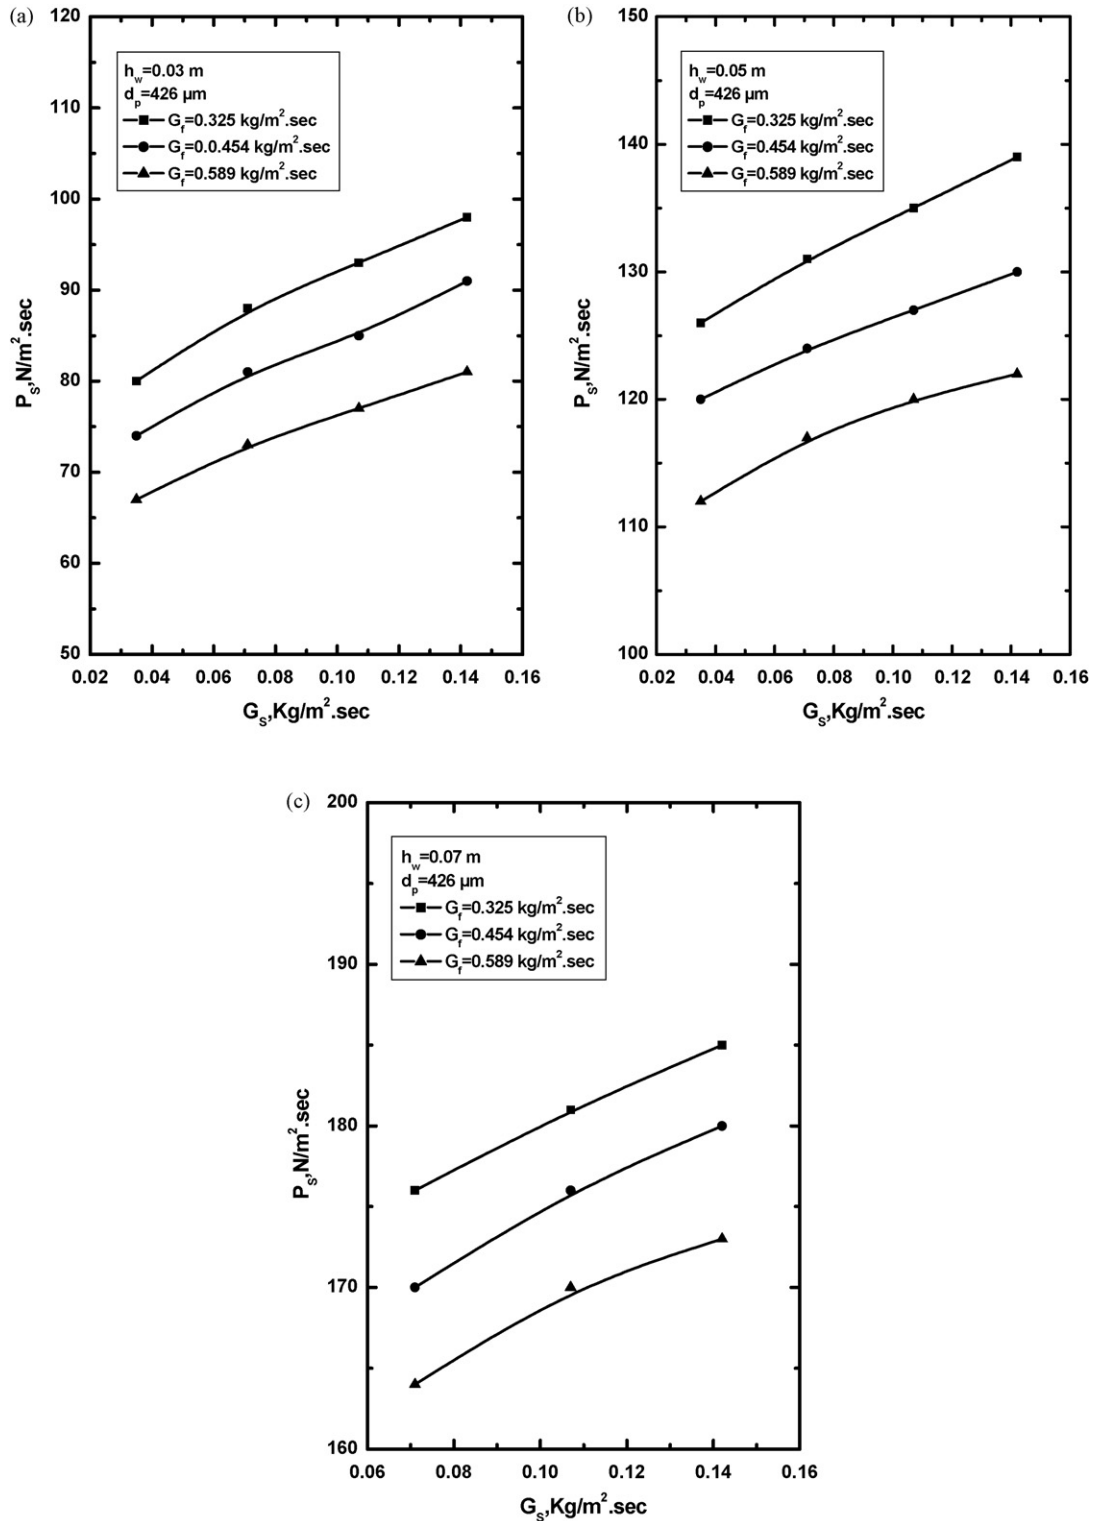 (a)
120
110
100
90
80
70
60
50
P_S,N/m².sec
h_w=0.03 m
d_p=426 µm
G_f=0.325 kg/m².sec
G_f=0.0.454 kg/m².sec
G_f=0.589 kg/m².sec
0.02 0.04 0.06 0.08 0.10 0.12 0.14 0.16
G_S,Kg/m².sec
(b)
150
140
130
120
110
100
P_S,N/m².sec
h_w=0.05 m
d_p=426 µm
G_f=0.325 kg/m².sec
G_f=0.454 kg/m².sec
G_f=0.589 kg/m².sec
0.02 0.04 0.06 0.08 0.10 0.12 0.14 0.16
G_S,Kg/m².sec
(c)
200
190
180
170
160
P_S,N/m².sec
h_w=0.07 m
d_p=426 µm
G_f=0.325 kg/m².sec
G_f=0.454 kg/m².sec
G_f=0.589 kg/m².sec
0.06 0.08 0.10 0.12 0.14 0.16
G_S,Kg/m².sec